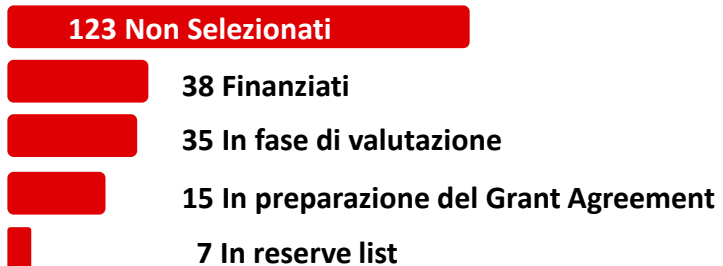 123 Non Selezionati
38 Finanziati
35 In fase di valutazione
15 In preparazione del Grant Agreement
7 In reserve list